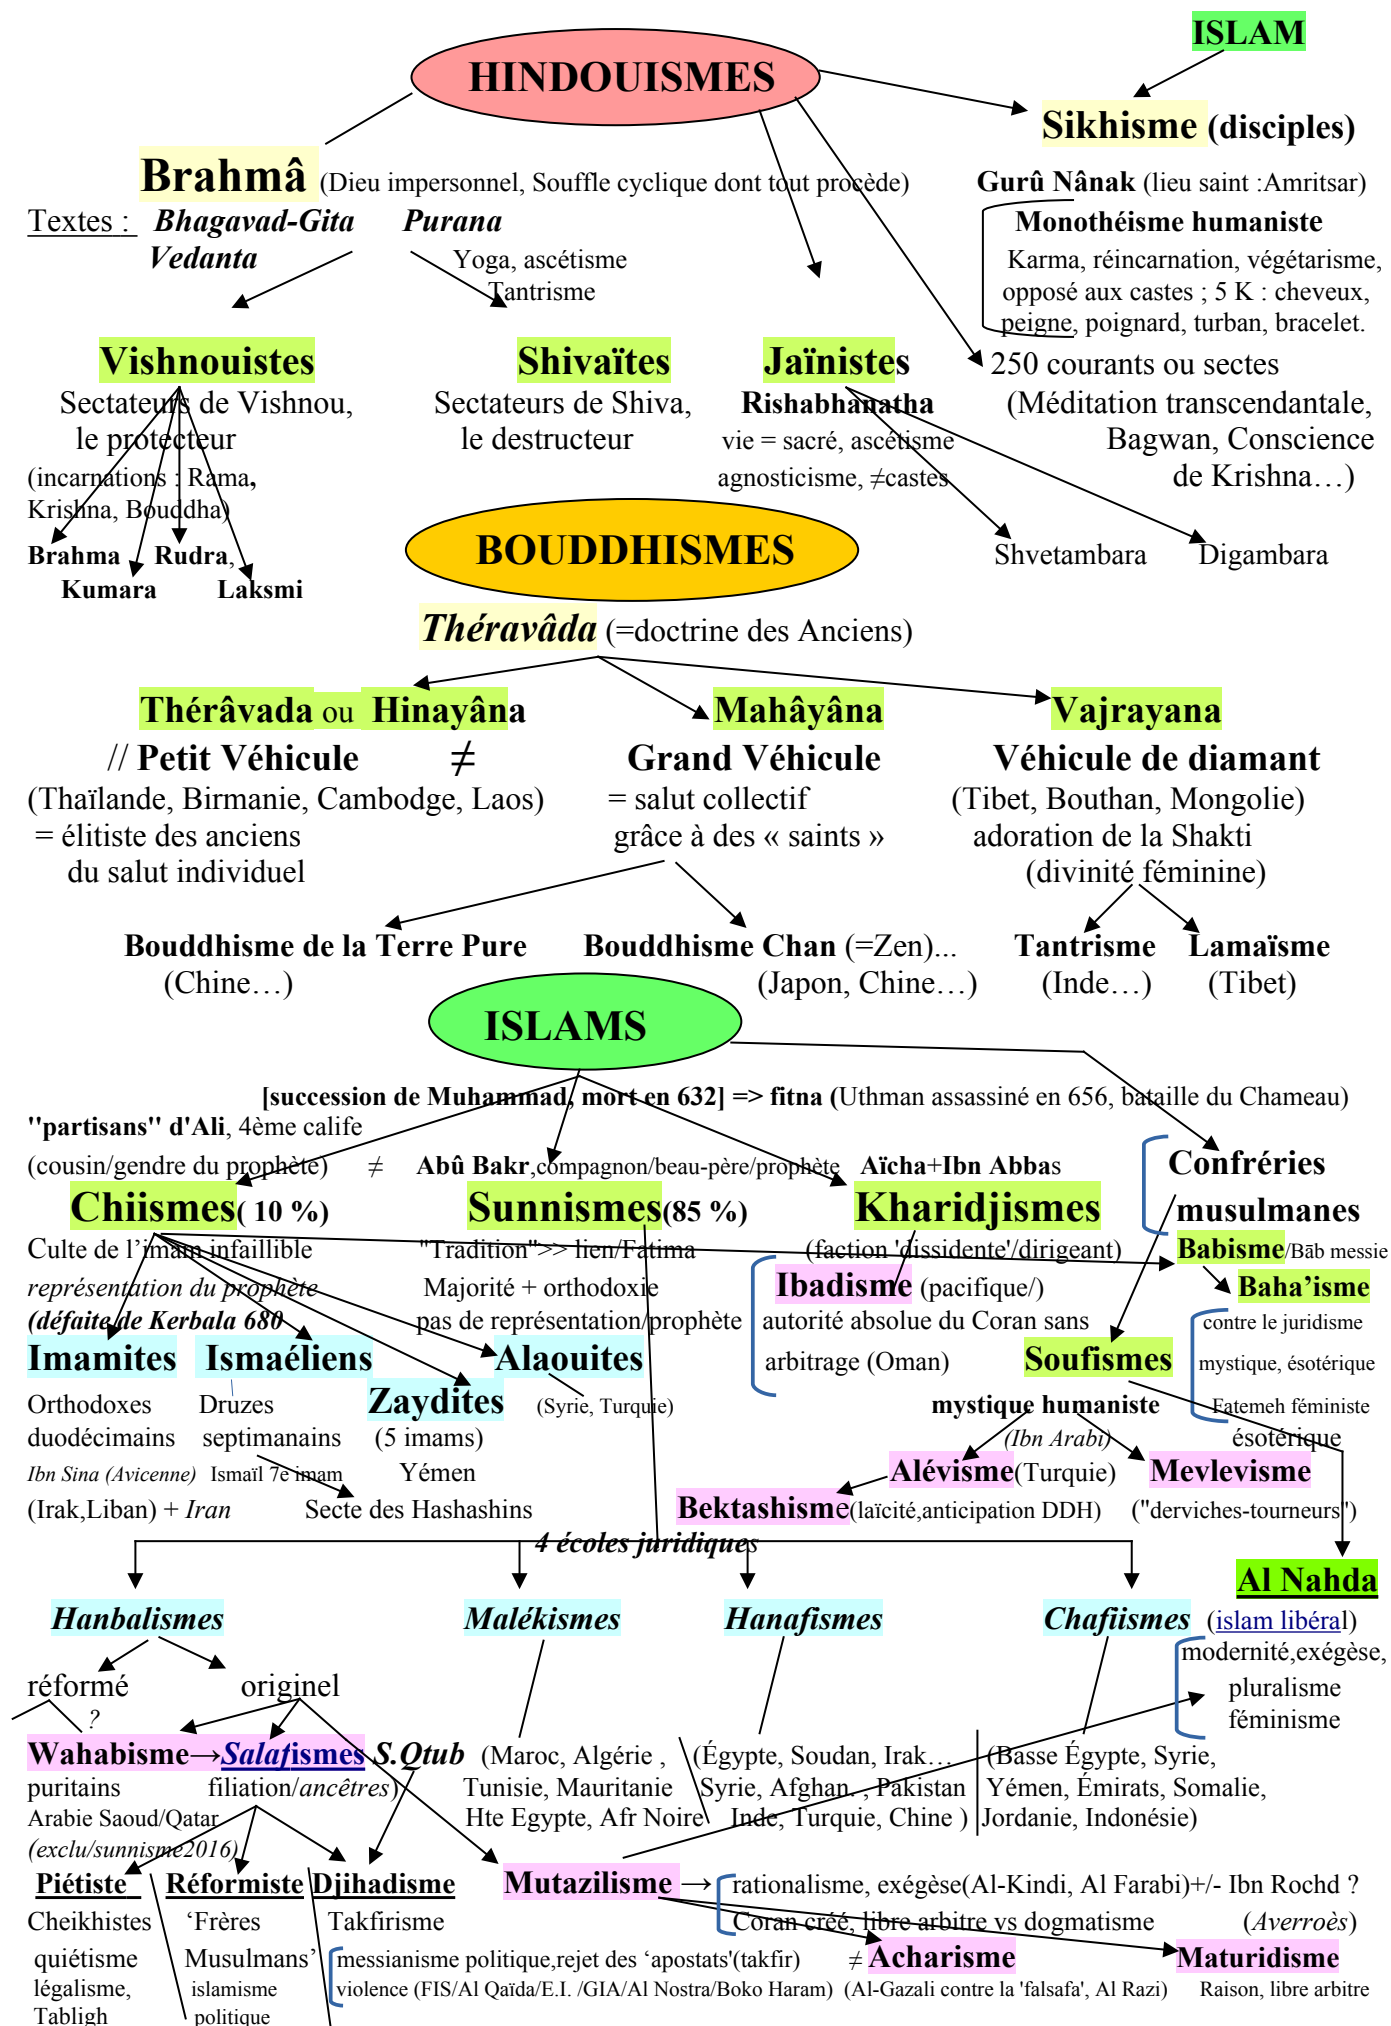 ISLAM
HINDOUISMES
Sikhisme (disciples)
Brahmâ (Dieu impersonnel, Souffle cyclique dont tout procède)
Gurû Nânak (lieu saint :Amritsar)
Textes : Bhagavad-Gita Purana
Monothéisme humaniste
Vedanta
Yoga, ascétisme
Karma, réincarnation, végétarisme,
Tantrisme
opposé aux castes ; 5 K : cheveux,
peigne, poignard, turban, bracelet.
Vishnouistes
Shivaïtes
Jaïnistes
250 courants ou sectes
Sectateurs de Vishnou,
Sectateurs de Shiva,
Rishabhanatha
(Méditation transcendantale,
le protecteur
le destructeur
vie = sacré, ascétisme
Bagwan, Conscience
(incarnations : Rama,
agnosticisme, ≠castes
de Krishna…)
Krishna, Bouddha)
BOUDDHISMES
Brahma Rudra,
Shvetambara Digambara
Kumara Laksmi
Théravâda (=doctrine des Anciens)
Thérâvada ou Hinayâna
Mahâyâna
Vajrayana
// Petit Véhicule ≠
Grand Véhicule
Véhicule de diamant
(Thaïlande, Birmanie, Cambodge, Laos)
= salut collectif
(Tibet, Bouthan, Mongolie)
= élitiste des anciens
grâce à des « saints »
adoration de la Shakti
du salut individuel
(divinité féminine)
Bouddhisme de la Terre Pure
Bouddhisme Chan (=Zen)...
Tantrisme Lamaïsme
(Chine…)
(Japon, Chine…)
(Inde…) (Tibet)
ISLAMS
[succession de Muhammad, mort en 632] => fitna (Uthman assassiné en 656, bataille du Chameau)
"partisans" d'Ali, 4ème calife
(cousin/gendre du prophète) ≠ Abû Bakr,compagnon/beau-père/prophète Aïcha+Ibn Abbas
Confréries
musulmanes
Chiismes( 10 %)
Sunnismes(85 %)
Kharidjismes
Culte de l'imam infaillible
"Tradition">> lien/Fatima
(faction 'dissidente'/dirigeant)
Babisme/Bāb messie
représentation du prophète
Majorité + orthodoxie
Ibadisme (pacifique/)
Baha'isme
(défaite de Kerbala 680
pas de représentation/prophète
autorité absolue du Coran sans
contre le juridisme
Imamites Ismaéliens Alaouites
arbitrage (Oman)
Soufismes
mystique, ésotérique
Orthodoxes Druzes Zaydites (Syrie, Turquie)
mystique humaniste
Fatemeh féministe
duodécimains septimanains (5 imams)
(Ibn Arabi)
ésotérique
Ibn Sina (Avicenne) Ismaïl 7e imam Yémen
Alévisme(Turquie) Mevlevisme
(Irak,Liban) + Iran Secte des Hashashins
Bektashisme(laïcité,anticipation DDH) ("derviches-tourneurs")
4 écoles juridiques
Al Nahda
Hanbalismes Malékismes Hanafismes Chafiismes
(islam libéral)
modernité,exégèse,
réformé originel
pluralisme
?
féminisme
Wahabisme→Salafismes S.Qtub
(Maroc, Algérie ,
(Égypte, Soudan, Irak…
(Basse Égypte, Syrie,
puritains filiation/ancêtres)
Tunisie, Mauritanie
Syrie, Afghan. , Pakistan
Yémen, Émirats, Somalie,
Arabie Saoud/Qatar
Hte Egypte, Afr Noire
Inde, Turquie, Chine )
Jordanie, Indonésie)
(exclu/sunnisme2016)
Piétiste Réformiste Djihadisme
Mutazilisme → rationalisme, exégèse(Al-Kindi, Al Farabi)+/- Ibn Rochd ?
Cheikhistes 'Frères Takfirisme
Coran créé, libre arbitre vs dogmatisme (Averroès)
quiétisme Musulmans' messianisme politique,rejet des 'apostats'(takfir) ≠ Acharisme Maturidisme
légalisme, islamisme violence (FIS/Al Qaïda/E.I. /GIA/Al Nostra/Boko Haram) (Al-Gazali contre la 'falsafa', Al Razi) Raison, libre arbitre
Tabligh politique